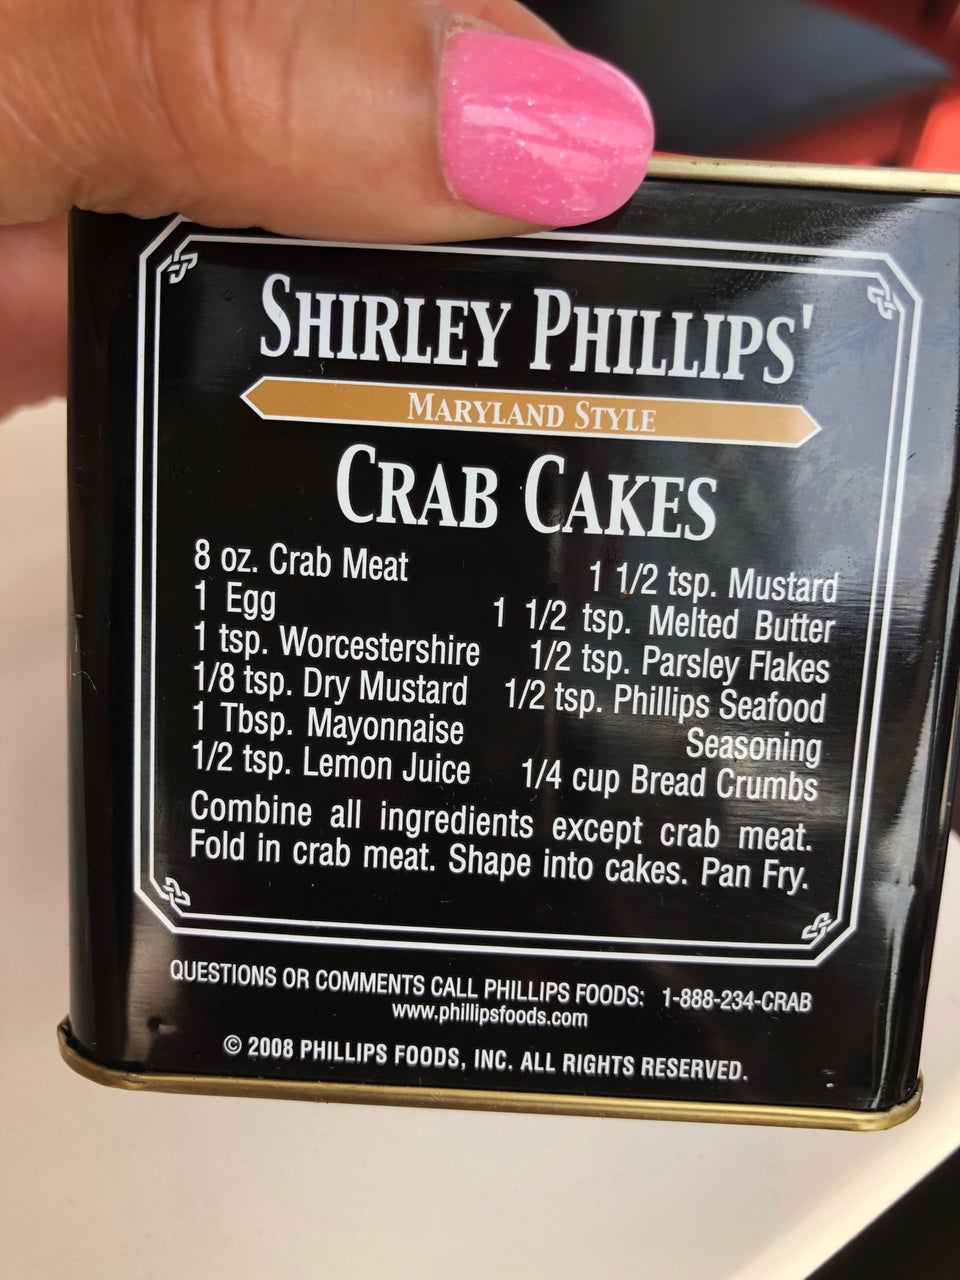 SHIRLEY PHILLIPS'
MARYLAND STYLE
CRAB CAKES
8 oz. Crab Meat
1 Egg
1 tsp. Worcestershire
1/8 tsp. Dry Mustard
1 Tbsp. Mayonnaise
1/2 tsp. Lemon Juice
1 1/2 tsp. Mustard
1 1/2 tsp. Melted Butter
1/2 tsp. Parsley Flakes
1/2 tsp. Phillips Seafood
Seasoning
1/4 cup Bread Crumbs
Combine all ingredients except crab meat.
Fold in crab meat. Shape into cakes. Pan Fry.
QUESTIONS OR COMMENTS CALL PHILLIPS FOODS: 1-888-234-CRAB
www.phillipsfoods.com
© 2008 PHILLIPS FOODS, INC. ALL RIGHTS RESERVED.